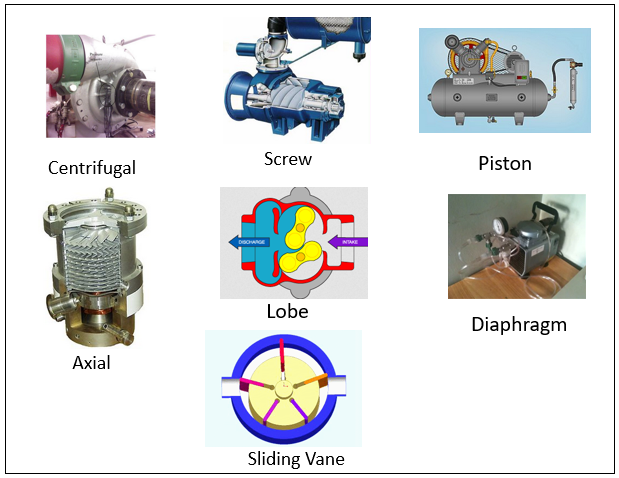 Centrifugal
Screw
Piston
DISCHARGE
INTAKE
Lobe
Diaphragm
Axial
Sliding Vane